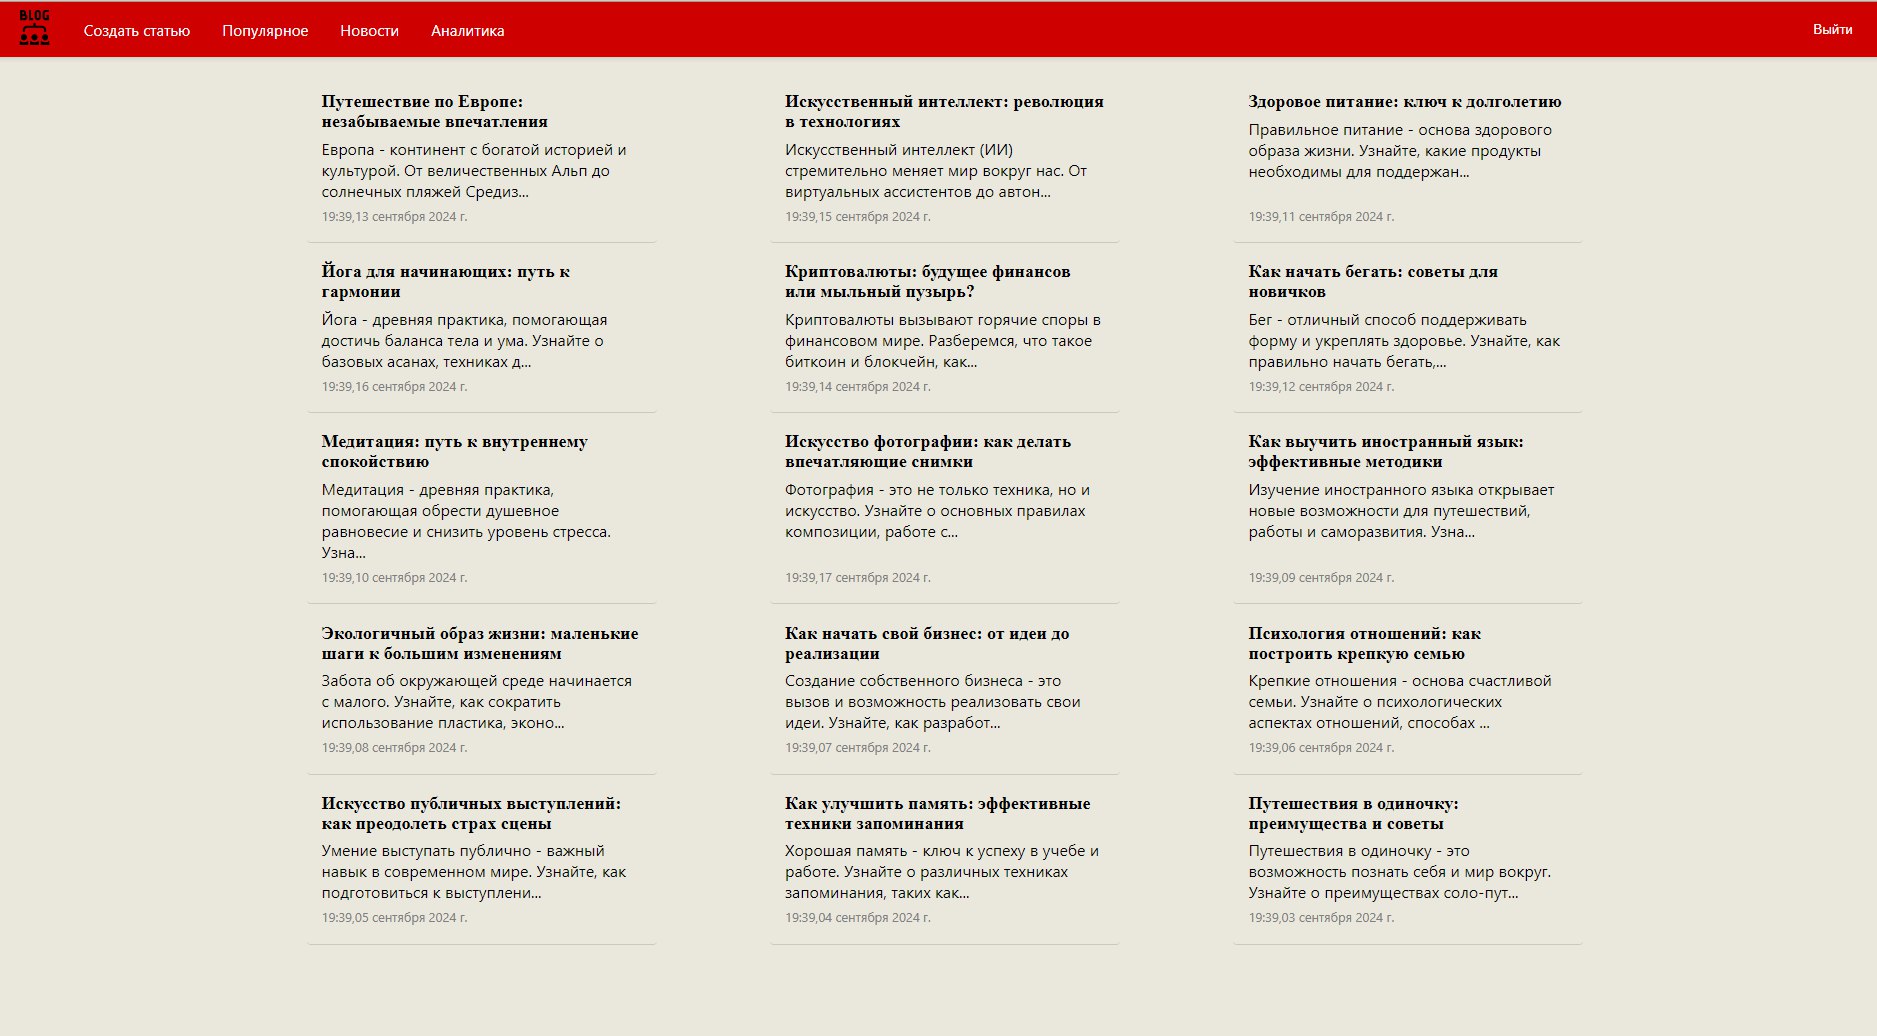 BLOG
Создать статью
Популярное
Новости
Аналитика
Выйти
Путешествие по Европе:
незабываемые впечатления
Европа - континент с богатой историей и
культурой. От величественных Альп до
солнечных пляжей Средиз...
19:39,13 сентября 2024 г.
Искусственный интеллект: революция
в технологиях
Искусственный интеллект (ИИ)
стремительно меняет мир вокруг нас. От
виртуальных ассистентов до автон...
19:39,15 сентября 2024 г.
Здоровое питание: ключ к долголетию
Правильное питание - основа здорового
образа жизни. Узнайте, какие продукты
необходимы для поддержан...
19:39,11 сентября 2024 г.
Йога для начинающих: путь к
гармонии
Йога - древняя практика, помогающая
достичь баланса тела и ума. Узнайте о
базовых асанах, техниках д...
19:39,16 сентября 2024 г.
Криптовалюты: будущее финансов
или мыльный пузырь?
Криптовалюты вызывают горячие споры в
финансовом мире. Разберемся, что такое
биткоин и блокчейн, как...
19:39,14 сентября 2024 г.
Как начать бегать: советы для
новичков
Бег - отличный способ поддерживать
форму и укреплять здоровье. Узнайте, как
правильно начать бегать,...
19:39,12 сентября 2024 г.
Медитация: путь к внутреннему
спокойствию
Медитация - древняя практика,
помогающая обрести душевное
равновесие и снизить уровень стресса.
Узна...
19:39,10 сентября 2024 г.
Искусство фотографии: как делать
впечатляющие снимки
Фотография - это не только техника, но и
искусство. Узнайте о основных правилах
композиции, работе с...
19:39,17 сентября 2024 г.
Как выучить иностранный язык:
эффективные методики
Изучение иностранного языка открывает
новые возможности для путешествий,
работы и саморазвития. Узна...
19:39,09 сентября 2024 г.
Экологичный образ жизни: маленькие
шаги к большим изменениям
Забота об окружающей среде начинается
с малого. Узнайте, как сократить
использование пластика, эконо...
19:39,08 сентября 2024 г.
Как начать свой бизнес: от идеи до
реализации
Создание собственного бизнеса - это
вызов и возможность реализовать свои
идеи. Узнайте, как разработ...
19:39,07 сентября 2024 г.
Психология отношений: как
построить крепкую семью
Крепкие отношения - основа счастливой
семьи. Узнайте о психологических
аспектах отношений, способах ...
19:39,06 сентября 2024 г.
Искусство публичных выступлений:
как преодолеть страх сцены
Умение выступать публично - важный
навык в современном мире. Узнайте, как
подготовиться к выступлени...
19:39,05 сентября 2024 г.
Как улучшить память: эффективные
техники запоминания
Хорошая память - ключ к успеху в учебе и
работе. Узнайте о различных техниках
запоминания, таких как...
19:39,04 сентября 2024 г.
Путешествия в одиночку:
преимущества и советы
Путешествия в одиночку - это
возможность познать себя и мир вокруг.
Узнайте о преимуществах соло-пут...
19:39,03 сентября 2024 г.